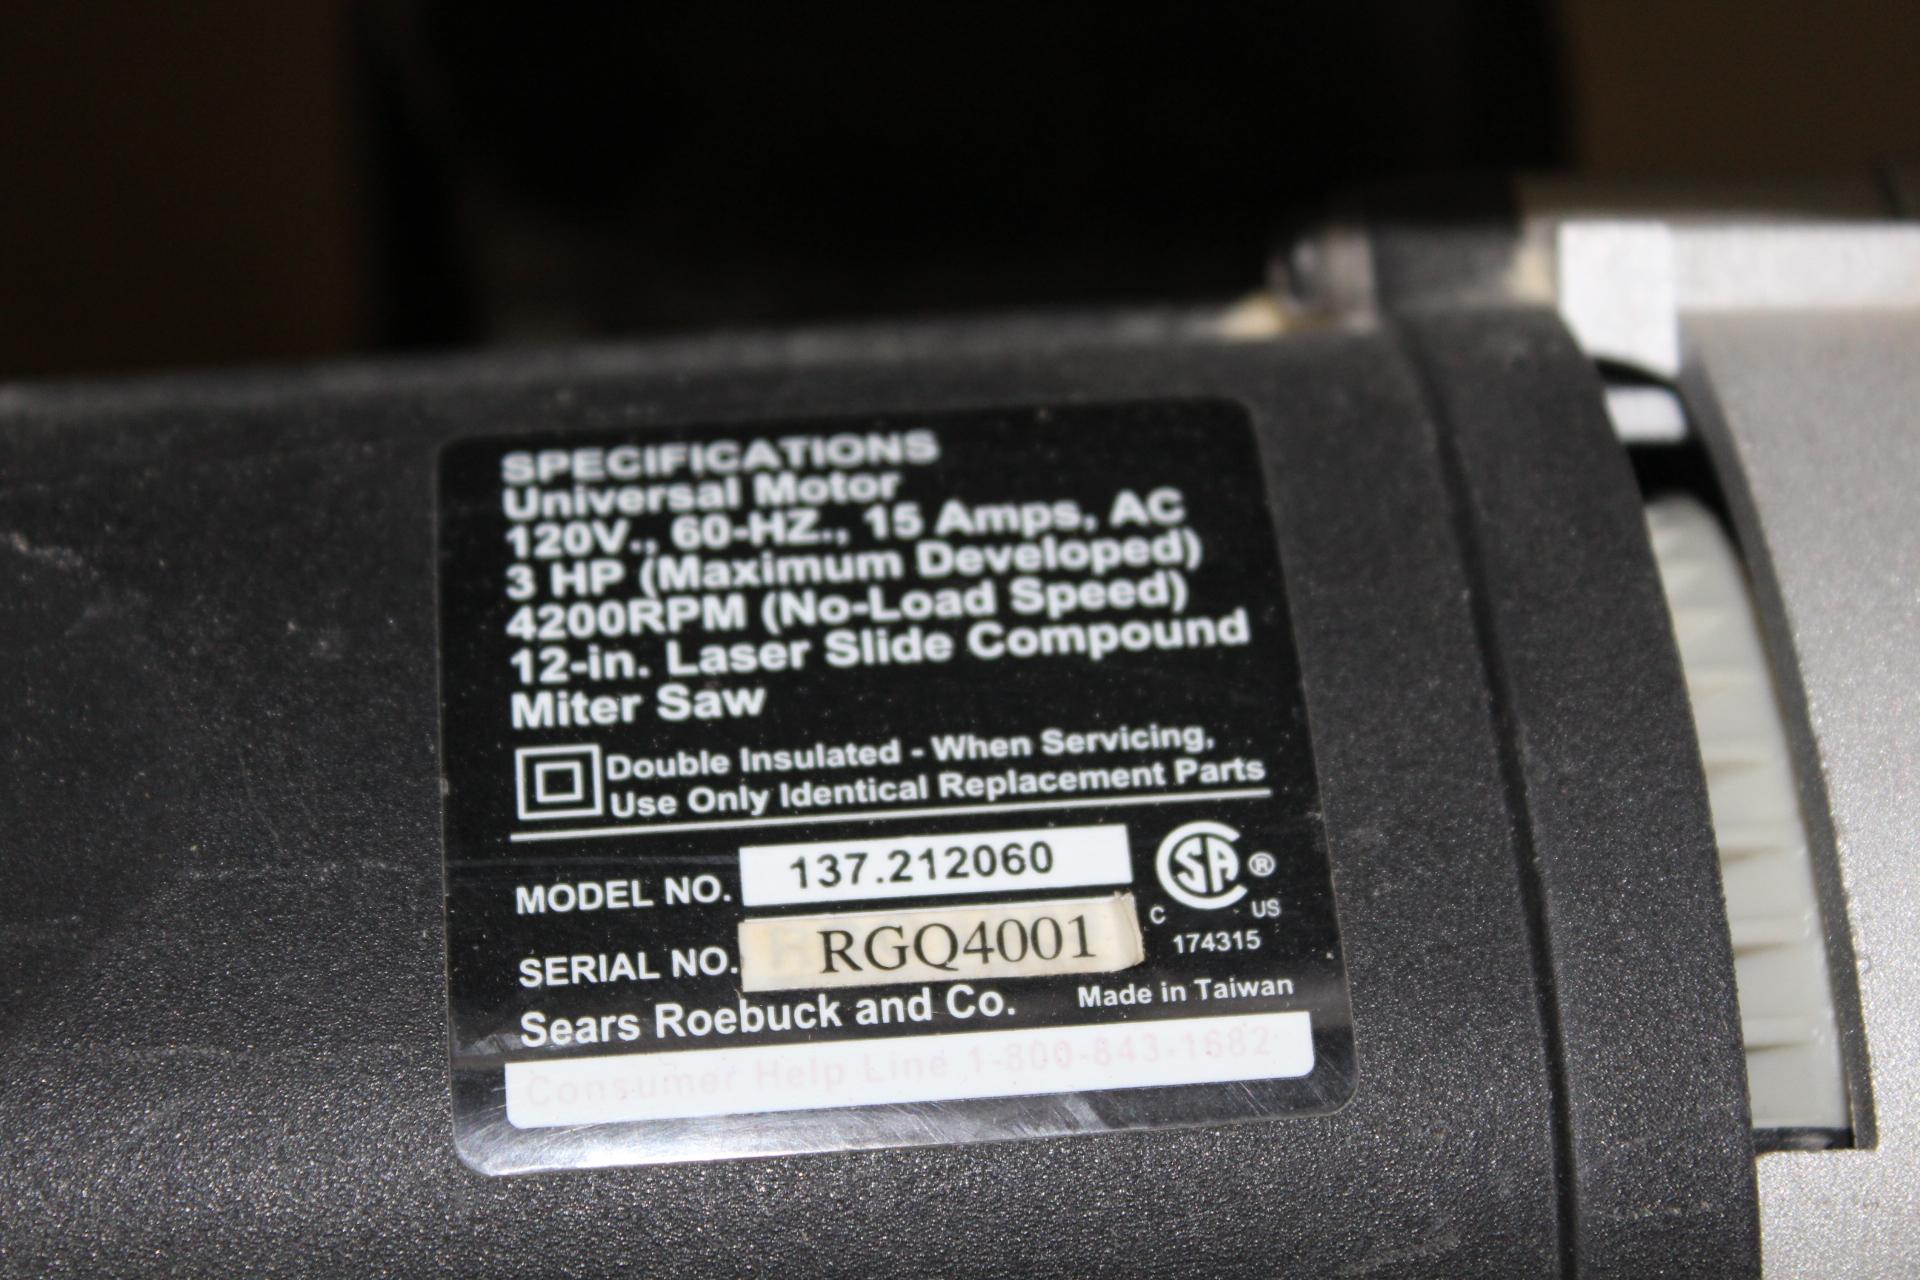 SPECIFICATIONS
Universal Motor
120V., 60-HZ., 15 Amps, AC
3 HP (Maximum Developed)
4200RPM (No-Load Speed)
12-in. Laser Slide Compound
Miter Saw
Double Insulated - When Servicing,
Use Only Identical Replacement Parts
MODEL NO. 137.212060
SA ®
C US
174315
SERIAL NO. RGQ4001
Sears Roebuck and Co. Made in Taiwan
Consumer Help Line 1-800-843-1682